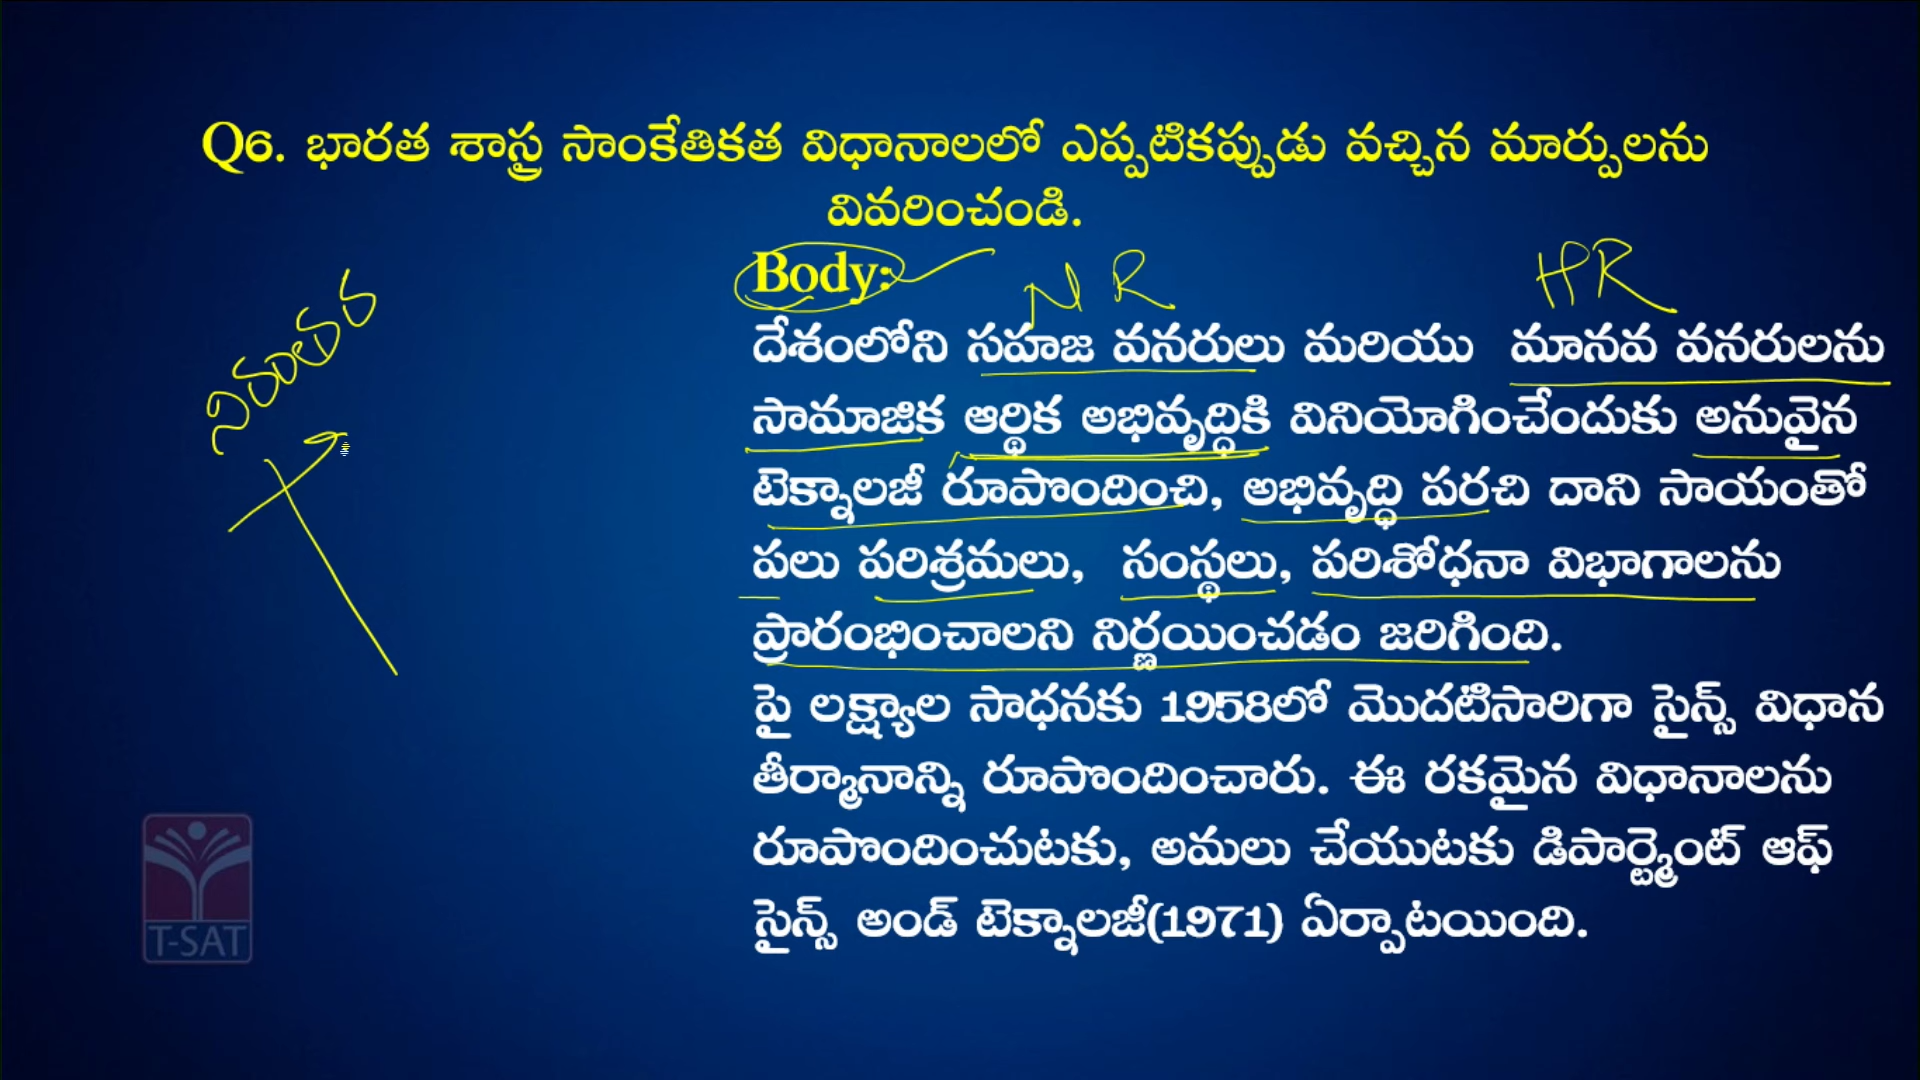 Q6. భారత శాస్త్ర సాంకేతికత విధానాలలో ఎప్పటికప్పుడు వచ్చిన మార్పులను
వివరించండి.
Body:
N R
HR
నిరంతర
దేశంలోని సహజ వనరులు మరియు మానవ వనరులను
సామాజిక ఆర్థిక అభివృద్ధికి వినియోగించేందుకు అనువైన
టెక్నాలజీ రూపొందించి, అభివృద్ధి పరచి దాని సాయంతో
పలు పరిశ్రమలు, సంస్థలు, పరిశోధనా విభాగాలను
ప్రారంభించాలని నిర్ణయించడం జరిగింది.
పై లక్ష్యాల సాధనకు 1958లో మొదటిసారిగా సైన్స్ విధాన
తీర్మానాన్ని రూపొందించారు. ఈ రకమైన విధానాలను
రూపొందించుటకు, అమలు చేయుటకు డిపార్ట్మెంట్ ఆఫ్
సైన్స్ అండ్ టెక్నాలజీ(1971) ఏర్పాటయింది.
T-SAT